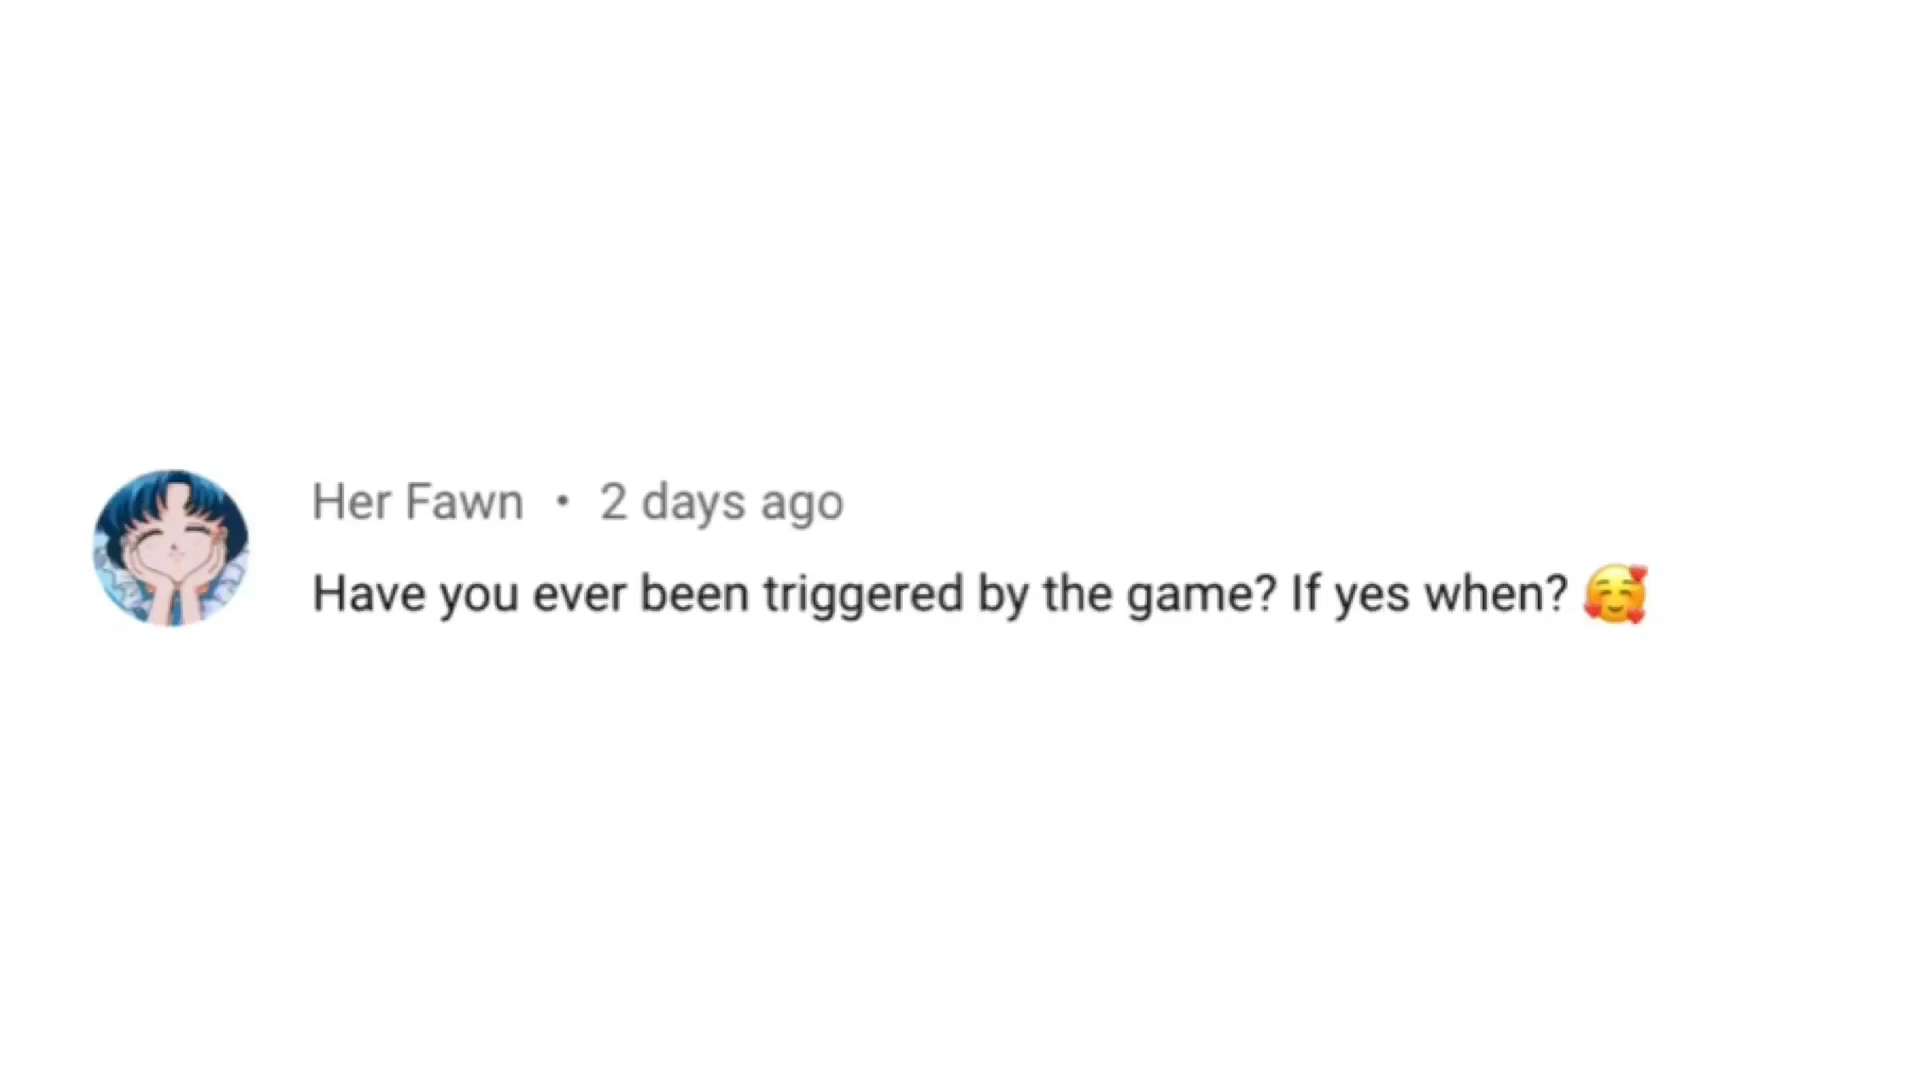 Her Fawn • 2 days ago
Have you ever been triggered by the game? If yes when? 🥰